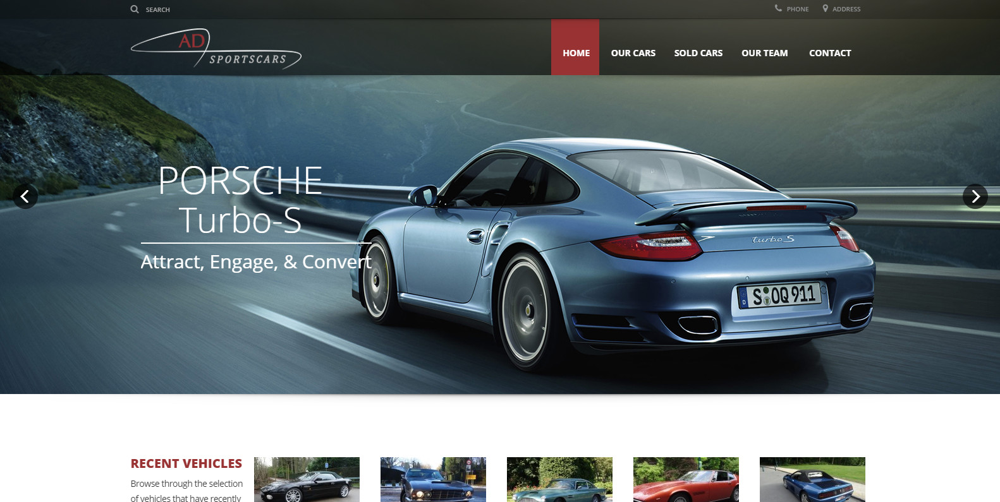 SEARCH
PHONE
ADDRESS
AD
SPORTSCARS
HOME
OUR CARS
SOLD CARS
OUR TEAM
CONTACT
PORSCHE
Turbo-S
Attract, Engage, & Convert
turbo S
D
S OQ 911
RECENT VEHICLES
Browse through the selection
of vehicles that have recently